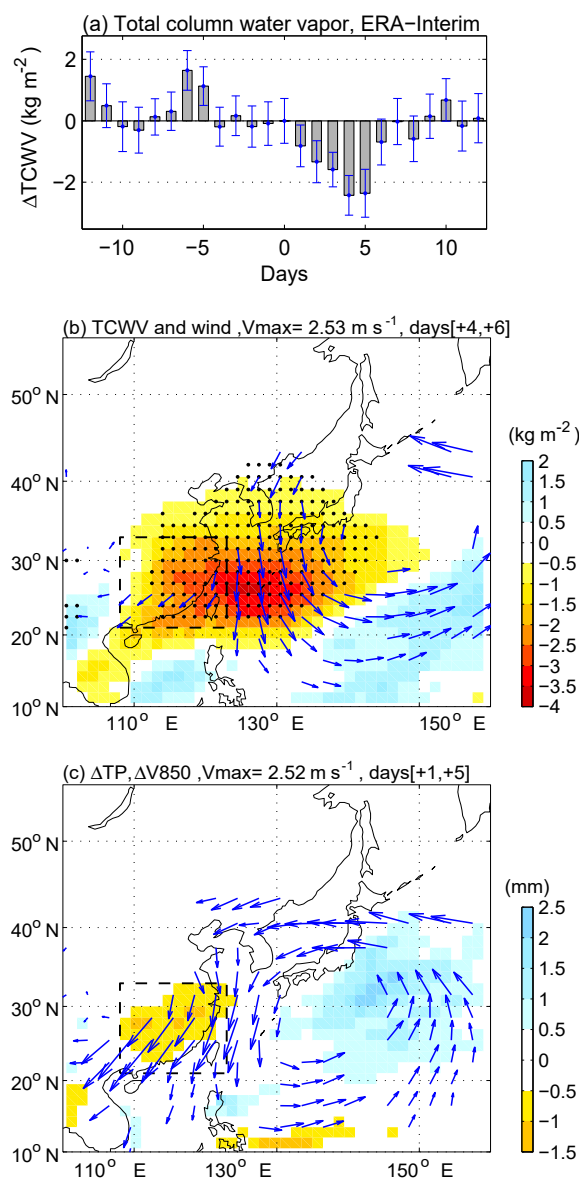 (a) Total column water vapor, ERA−Interim
ΔTCWV (kg m⁻²)
2
0
−2
−10 −5 0 5 10
Days
(b) TCWV and wind ,Vmax= 2.53 m s⁻¹, days[+4,+6]
50° N
40° N
30° N
20° N
10° N
110° E 130° E 150° E
(kg m⁻²)
2
1.5
1
0.5
0
−0.5
−1
−1.5
−2
−2.5
−3
−3.5
−4
(c) ΔTP,ΔV850 ,Vmax= 2.52 m s⁻¹ , days[+1,+5]
50° N
40° N
30° N
20° N
10° N
110° E 130° E 150° E
(mm)
2.5
2
1.5
1
0.5
0
−0.5
−1
−1.5